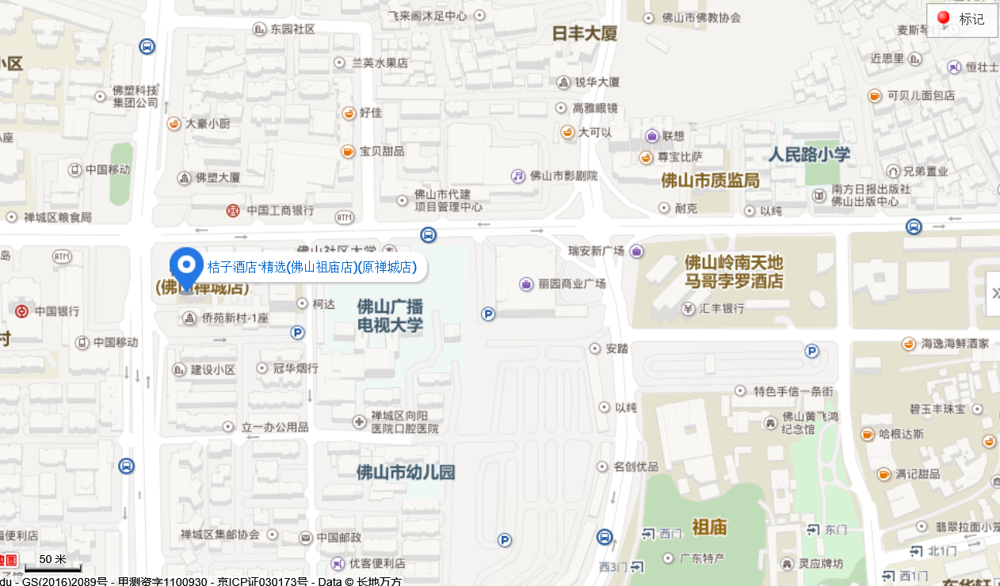 飞来阁沐足中心
佛山市佛教协会
标记
东园社区
日丰大厦
麦斯琴行
小区
兰英水果店
近思里
恒壮士
锐华大厦
佛塑科技
集团公司
可贝儿面包店
好佳
高雅眼镜
大豪小厨
大可以
联想
宝贝甜品
尊宝比萨
人民路小学
中国移动
佛塑大厦
佛山市影剧院
佛山市质监局
兄弟置业
佛山市代建
项目管理中心
南方日报出版社
佛山出版中心
中国工商银行
ATM
耐克
以纯
禅城区粮食局
岛
ATM
佛山社区大学
瑞安新广场
桔子酒店·精选(佛山祖庙店)(原禅城店)
(佛山禅城店)
佛山岭南天地
马哥孛罗酒店
丽园商业广场
中国银行
柯达
佛山广播
电视大学
汇丰银行
侨苑新村-1座
村
中国移动
安踏
海逸海鲜酒家
建设小区
冠华烟行
特色手信一条街
以纯
碧玉丰珠宝
禅城区向阳
医院口腔医院
佛山黄飞鸿
纪念馆
立一办公用品
哈根达斯
佛山市幼儿园
名创优品
满记甜品
祖庙
西门
东门
翡翠拉面小笼
禅城区集邮协会
中国邮政
便利店
北1门
50 米
优客便利店
广东特产
西3门
灵应牌坊
西1门
东华轩
du - GS(2016)2089号 - 甲测资字1100930 - 京ICP证030173号 - Data © 长地万方